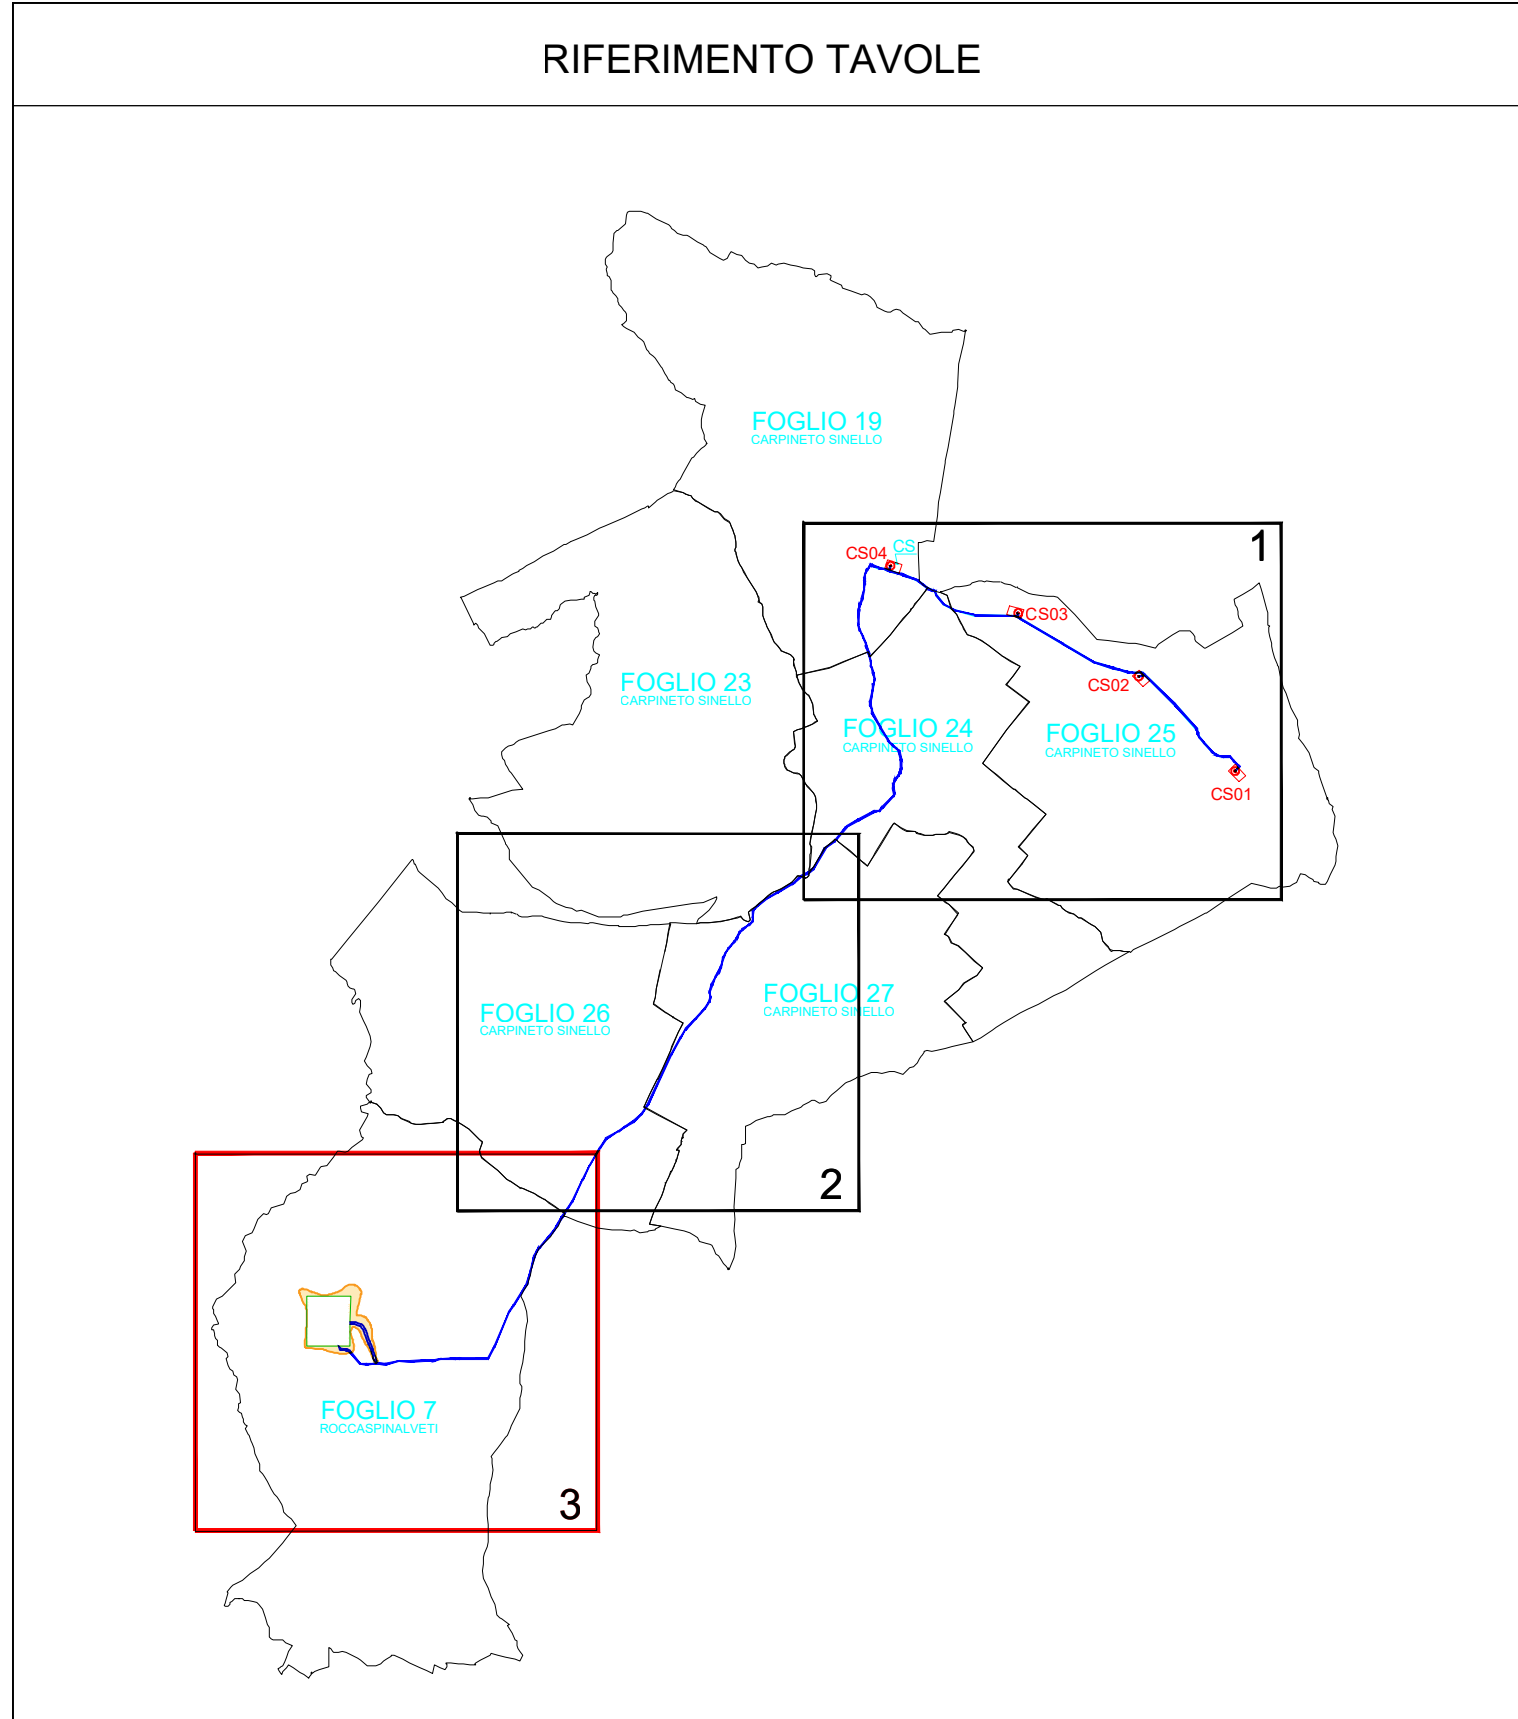 RIFERIMENTO TAVOLE
FOGLIO 19
CARPINETO SINELLO
1
CS04
CS
CS03
FOGLIO 23
CARPINETO SINELLO
CS02
FOGLIO 24
CARPINETO SINELLO
FOGLIO 25
CARPINETO SINELLO
CS01
FOGLIO 27
CARPINETO SINELLO
FOGLIO 26
CARPINETO SINELLO
2
FOGLIO 7
ROCCASPINALVETI
3